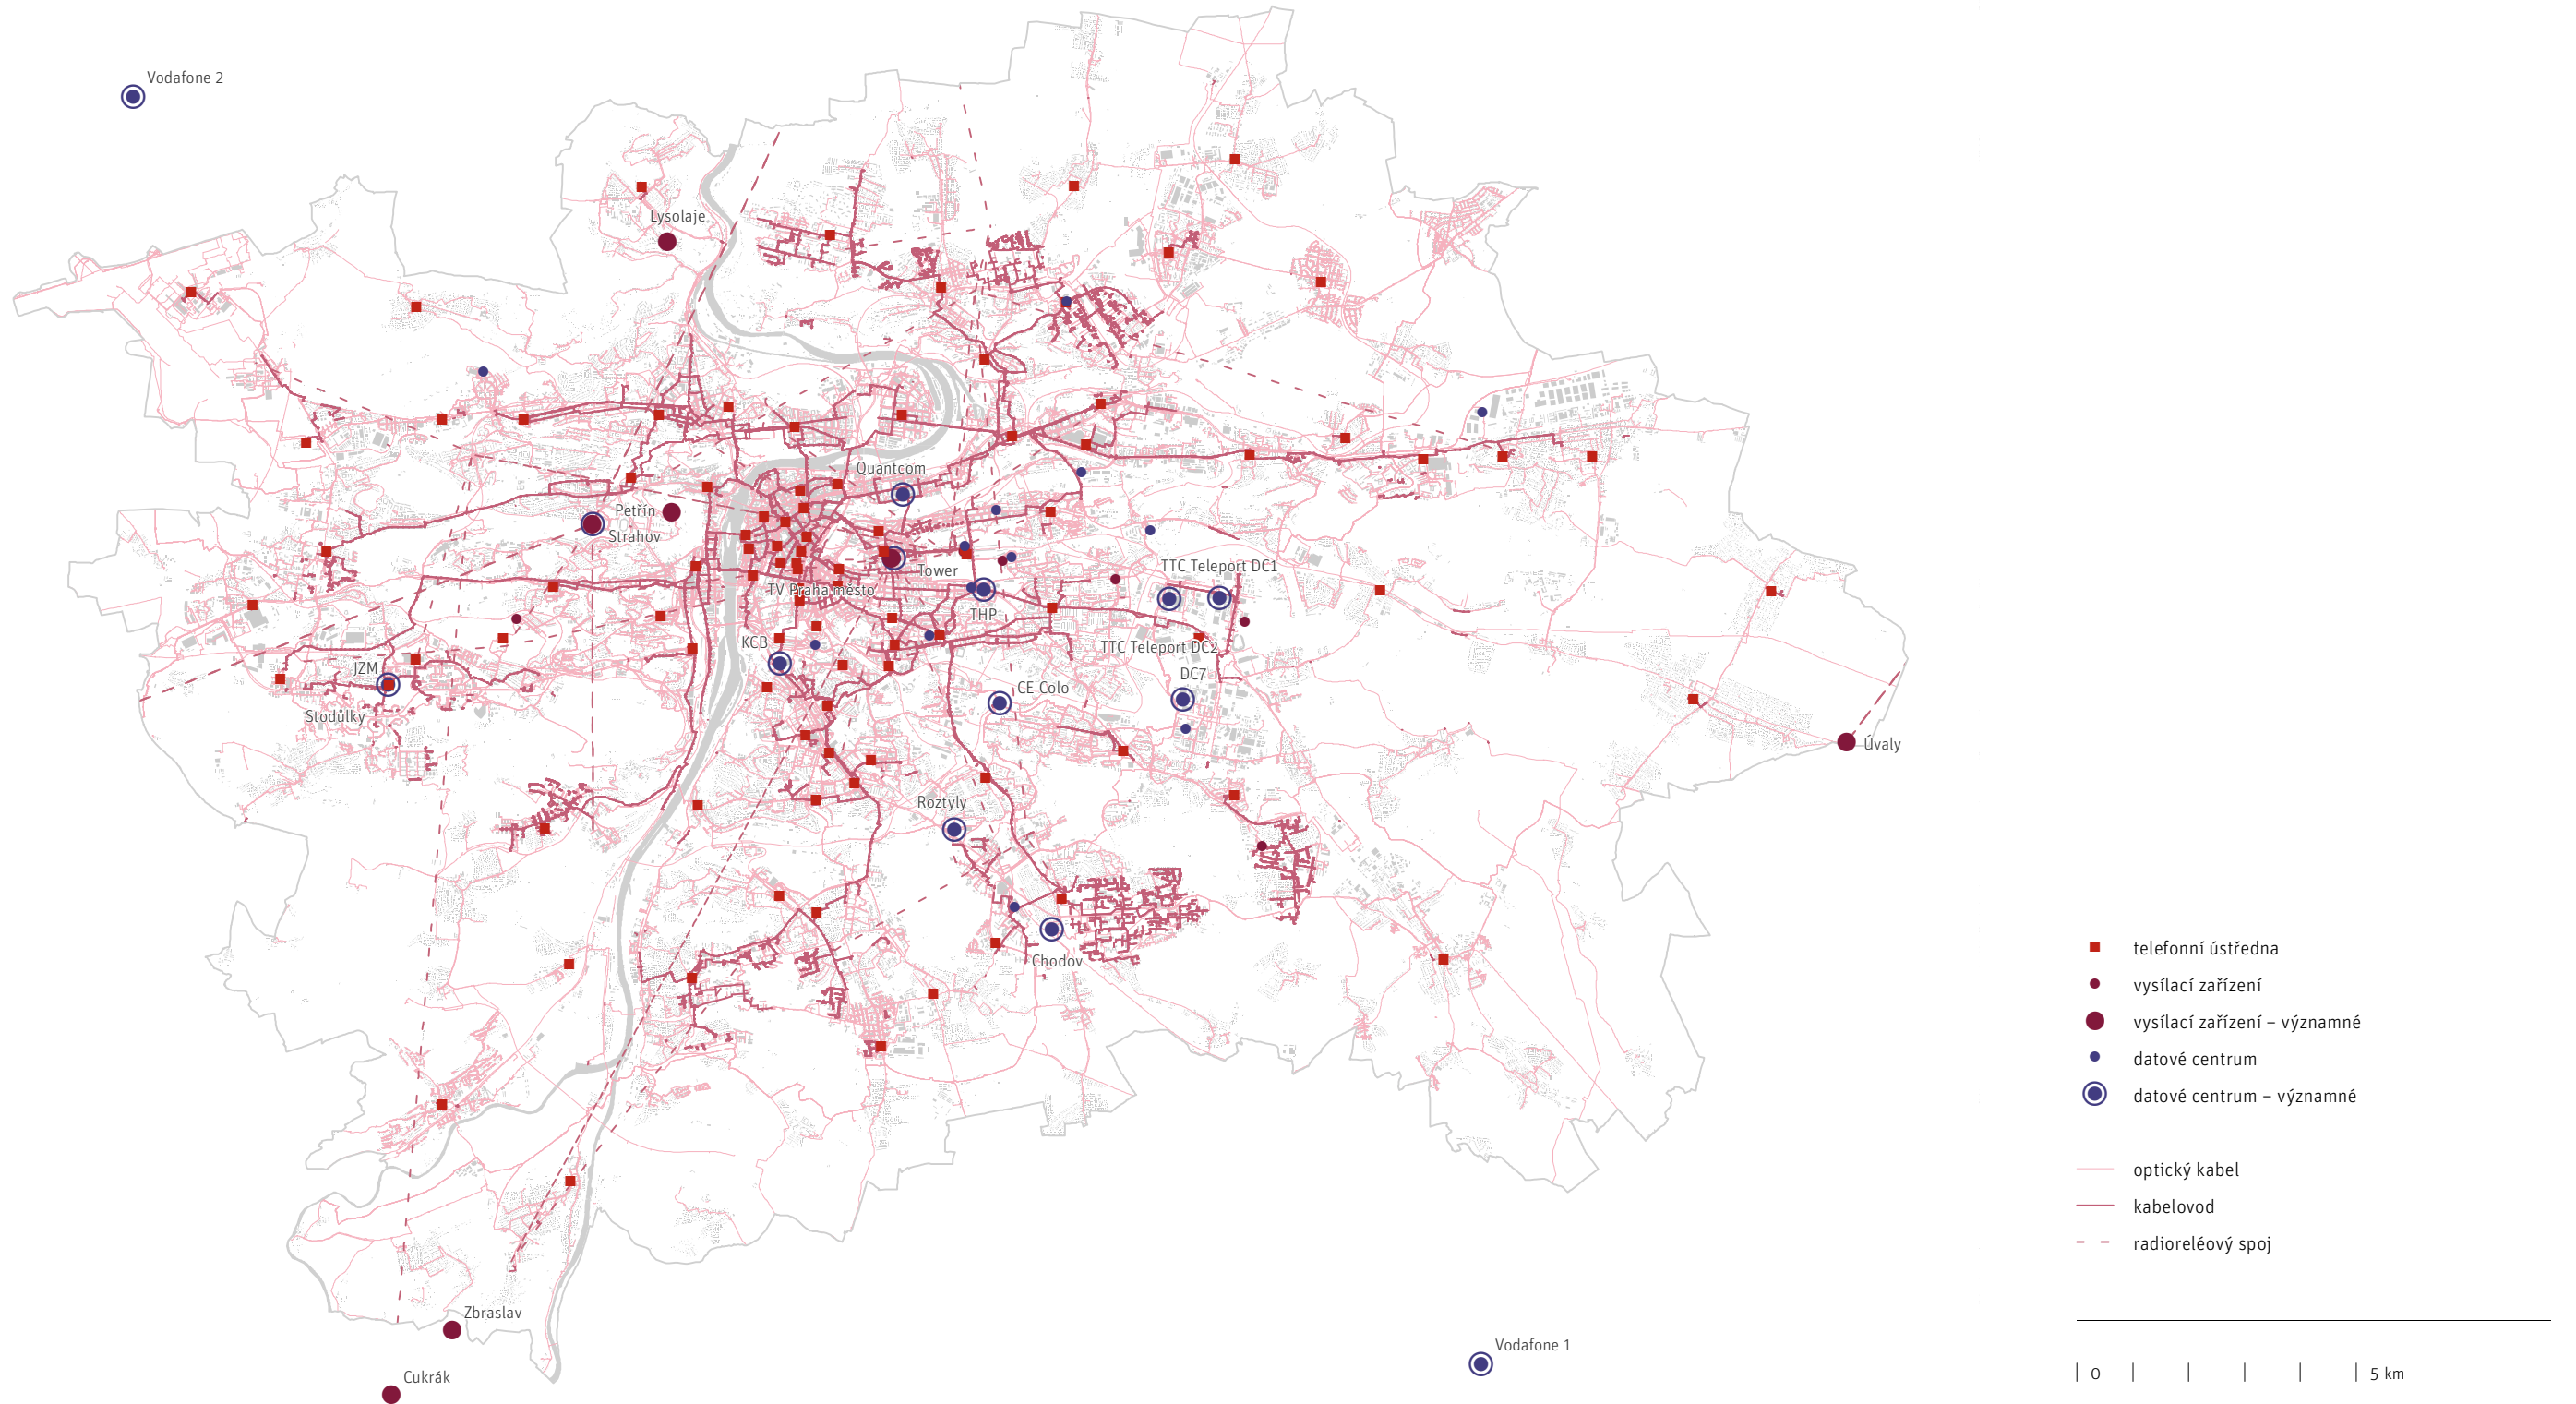 Vodafone 2
Lysolaje
Quantcom
Petřín
Strahov
Tower
TTC Teleport DC1
TV Praha město
THP
KCB
TTC Teleport DC2
JZM
DC7
CE Colo
Stodůlky
Úvaly
Roztyly
Chodov
Zbraslav
Vodafone 1
Cukrák
telefonní ústředna
vysílací zařízení
vysílací zařízení – významné
datové centrum
datové centrum – významné
optický kabel
kabelovod
radioreléový spoj
0 5 km